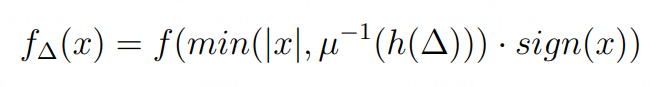 f_Δ(x) = f(min(|x|, μ⁻¹(h(Δ))) · sign(x))